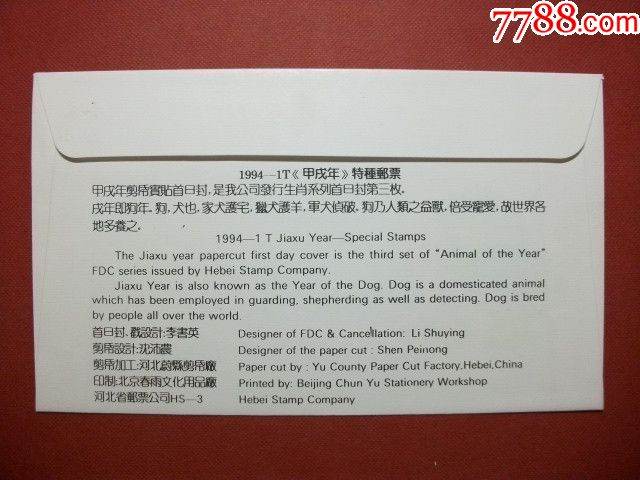 7788.com
1994—1T《甲戌年》特種郵票
甲戌年剪帋實貼首日封，是我公司發行生肖系列首日封第三枚。
戌年即狗年。狗，犬也，家犬護宅，獵犬護羊，軍犬偵破。狗乃人類之益獸，倍受寵愛，故世界各
地多養之。
1994—1 T Jiaxu Year—Special Stamps
The Jiaxu year papercut first day cover is the third set of "Animal of the Year"
FDC series issued by Hebei Stamp Company.
Jiaxu Year is also known as the Year of the Dog. Dog is a domesticated animal
which has been employed in guarding, shepherding as well as detecting. Dog is bred
by people all over the world.
首日封、戳設計:李書英 Designer of FDC & Cancellation: Li Shuying
剪帋設計:沈沛農 Designer of the paper cut : Shen Peinong
剪帋加工:河北蔚縣剪帋廠 Paper cut by : Yu County Paper Cut Factory,Hebei,China
印制:北京春雨文化用品廠 Printed by: Beijing Chun Yu Stationery Workshop
河北省郵票公司HS—3 Hebei Stamp Company